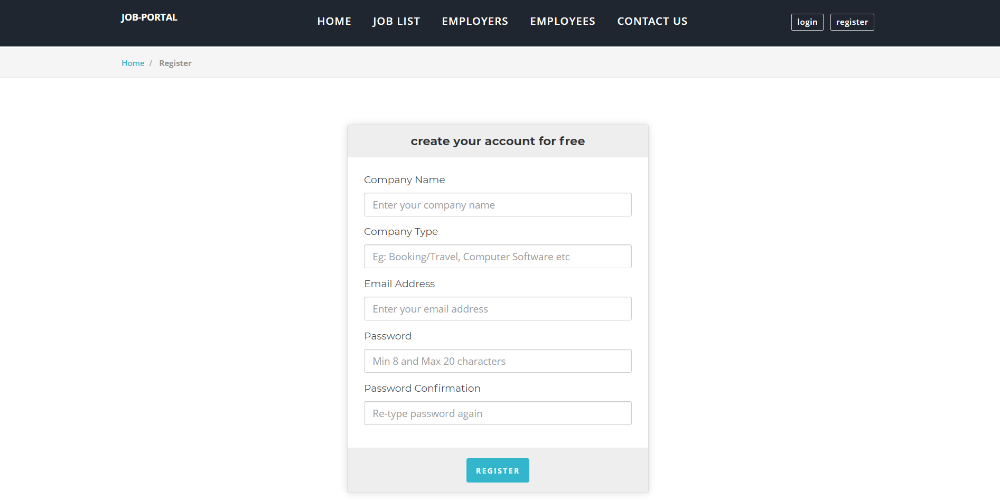 JOB-PORTAL
HOME JOB LIST EMPLOYERS EMPLOYEES CONTACT US
login register
Home / Register
create your account for free
Company Name
Enter your company name
Company Type
Eg: Booking/Travel, Computer Software etc
Email Address
Enter your email address
Password
Min 8 and Max 20 characters
Password Confirmation
Re-type password again
REGISTER